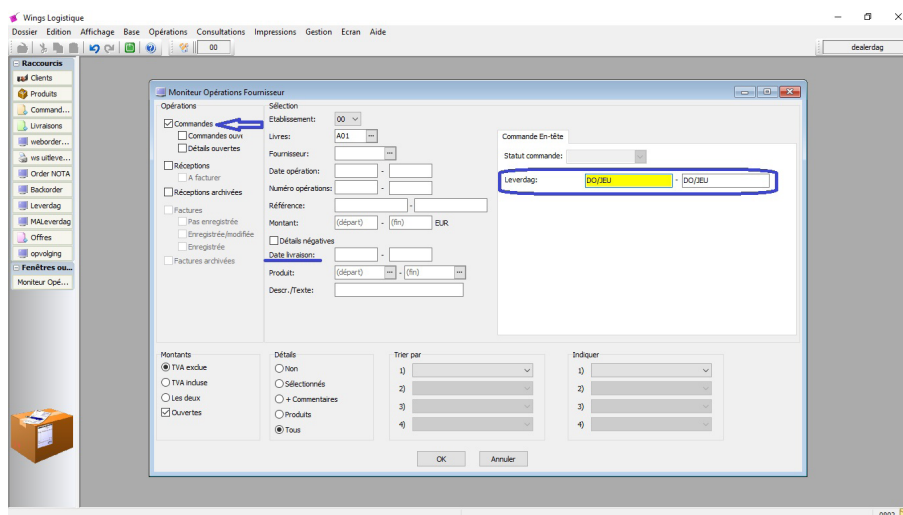 Wings Logistique
Dossier Edition Affichage Base Opérations Consultations Impressions Gestion Ecran Aide
00
dealerdag
Raccourcis
Clients
Produits
Command...
Livraisons
weborder...
ws uitleve...
Order NOTA
Backorder
Leverdag
MALeverdag
Offres
opvolging
Fenêtres ou...
Moniteur Opé...
Moniteur Opérations Fournisseur
Opérations
Commandes
Commandes ouv
Détails ouvertes
Réceptions
A facturer
Réceptions archivées
Factures
Pas enregistrée
Enregistrée/modifiée
Enregistrée
Factures archivées
Sélection
Etablissement: 00
Livres: A01 ...
Fournisseur: ...
Date opération: -
Numéro opérations: -
Référence: -
Montant: (départ) - (fin) EUR
Détails négatives
Date livraison: -
Produit: (départ) ... - (fin) ...
Descr./Texte:
Commande En-tête
Statut commande:
Leverdag: DO/JEU - DO/JEU
Montants
TVA exclue
TVA incluse
Les deux
Ouvertes
Détails
Non
Sélectionnés
+ Commentaires
Produits
Tous
Trier par
1)
2)
3)
4)
Indiquer
1)
2)
3)
4)
OK Annuler